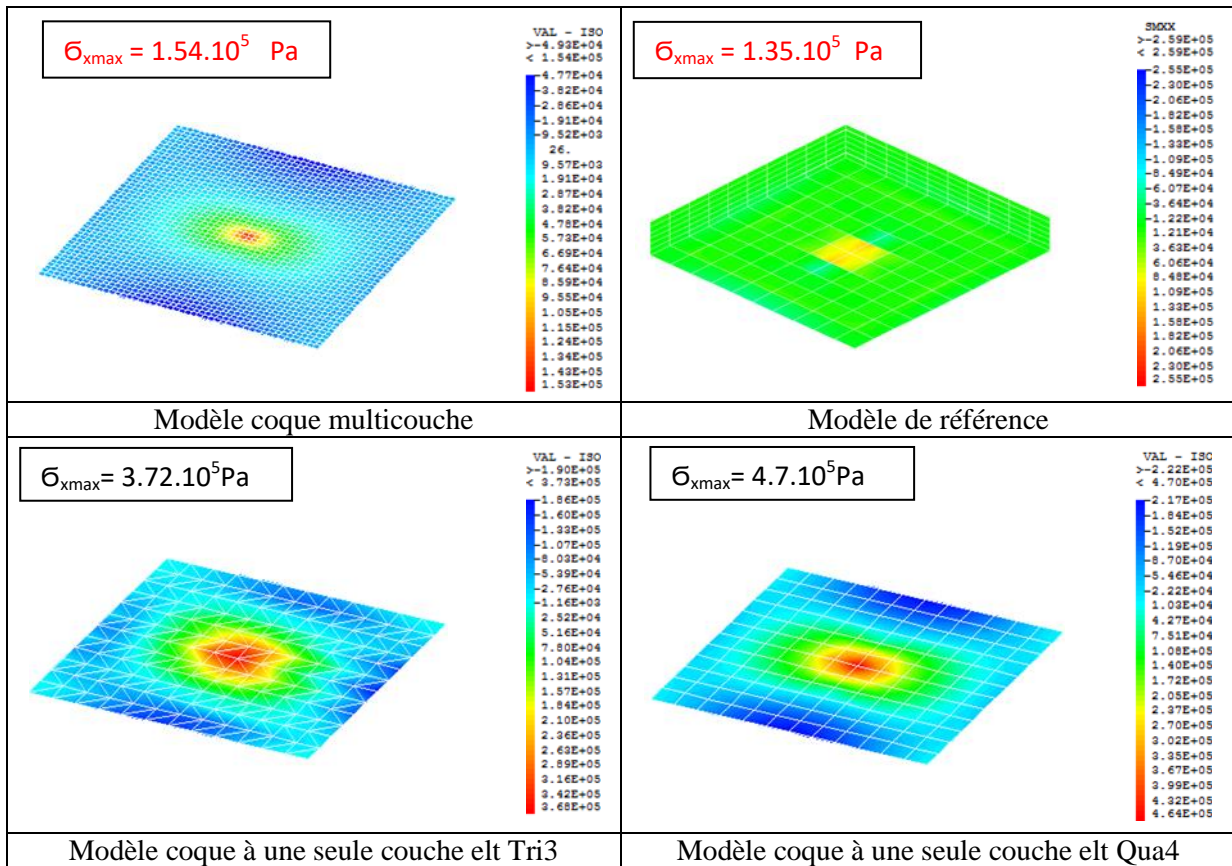 Ϭxmax = 1.54.10⁵ Pa
VAL - ISO
>-4.93E+04
< 1.54E+05
-4.77E+04
-3.82E+04
-2.86E+04
-1.91E+04
-9.52E+03
26.
9.57E+03
1.91E+04
2.87E+04
3.82E+04
4.78E+04
5.73E+04
6.69E+04
7.64E+04
8.59E+04
9.55E+04
1.05E+05
1.15E+05
1.24E+05
1.34E+05
1.43E+05
1.53E+05
Modèle coque multicouche
Ϭxmax = 1.35.10⁵ Pa
SMXX
>-2.59E+05
< 2.59E+05
-2.55E+05
-2.30E+05
-2.06E+05
-1.82E+05
-1.58E+05
-1.33E+05
-1.09E+05
-8.49E+04
-6.07E+04
-3.64E+04
-1.22E+04
1.21E+04
3.63E+04
6.06E+04
8.48E+04
1.09E+05
1.33E+05
1.58E+05
1.82E+05
2.06E+05
2.30E+05
2.55E+05
Modèle de référence
Ϭxmax= 3.72.10⁵Pa
VAL - ISO
>-1.90E+05
< 3.73E+05
-1.86E+05
-1.60E+05
-1.33E+05
-1.07E+05
-8.03E+04
-5.39E+04
-2.76E+04
-1.16E+03
2.52E+04
5.16E+04
7.80E+04
1.04E+05
1.31E+05
1.57E+05
1.84E+05
2.10E+05
2.36E+05
2.63E+05
2.89E+05
3.16E+05
3.42E+05
3.68E+05
Modèle coque à une seule couche elt Tri3
Ϭxmax= 4.7.10⁵Pa
VAL - ISO
>-2.22E+05
< 4.70E+05
-2.17E+05
-1.84E+05
-1.52E+05
-1.19E+05
-8.70E+04
-5.46E+04
-2.22E+04
1.03E+04
4.27E+04
7.51E+04
1.08E+05
1.40E+05
1.72E+05
2.05E+05
2.37E+05
2.70E+05
3.02E+05
3.35E+05
3.67E+05
3.99E+05
4.32E+05
4.64E+05
Modèle coque à une seule couche elt Qua4